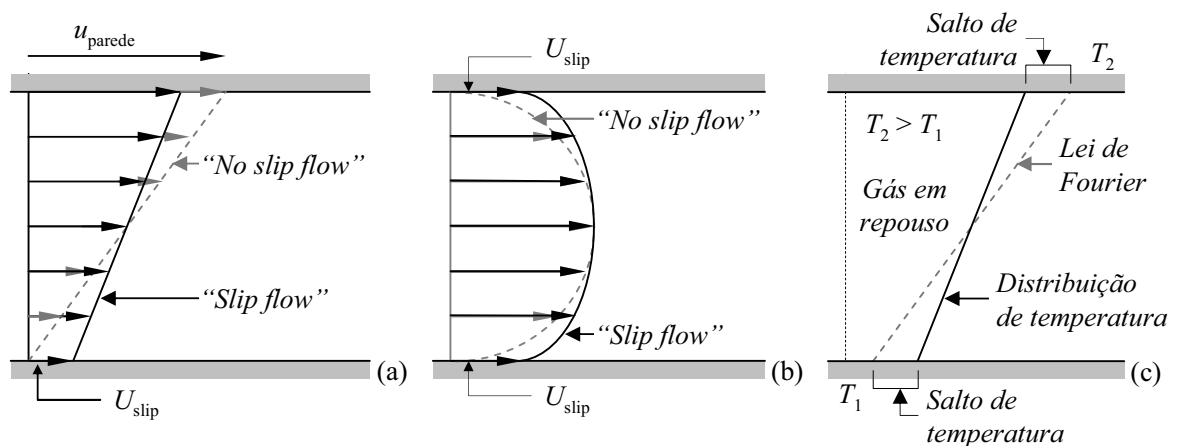 u_parede
"No slip flow"
"Slip flow"
U_slip
(a)
U_slip
"No slip flow"
"Slip flow"
U_slip
(b)
Salto de
temperatura
T_2
T_2 > T_1
Gás em
repouso
Lei de
Fourier
Distribuição
de temperatura
T_1
Salto de
temperatura
(c)